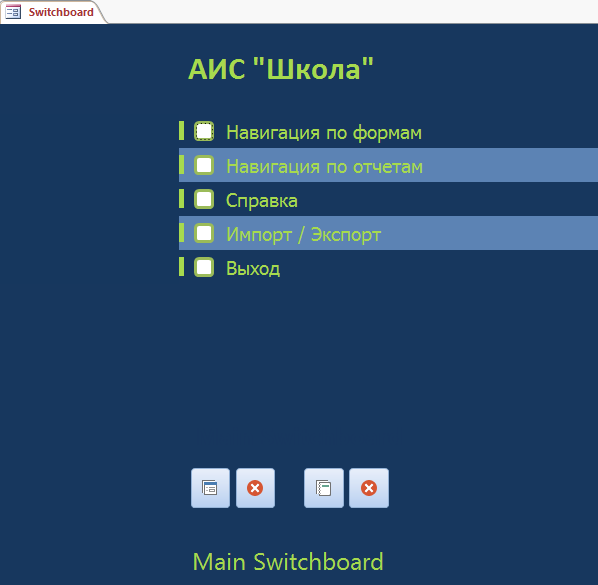 Switchboard
АИС "Школа"
Навигация по формам
Навигация по отчетам
Справка
Импорт / Экспорт
Выход
Main Switchboard